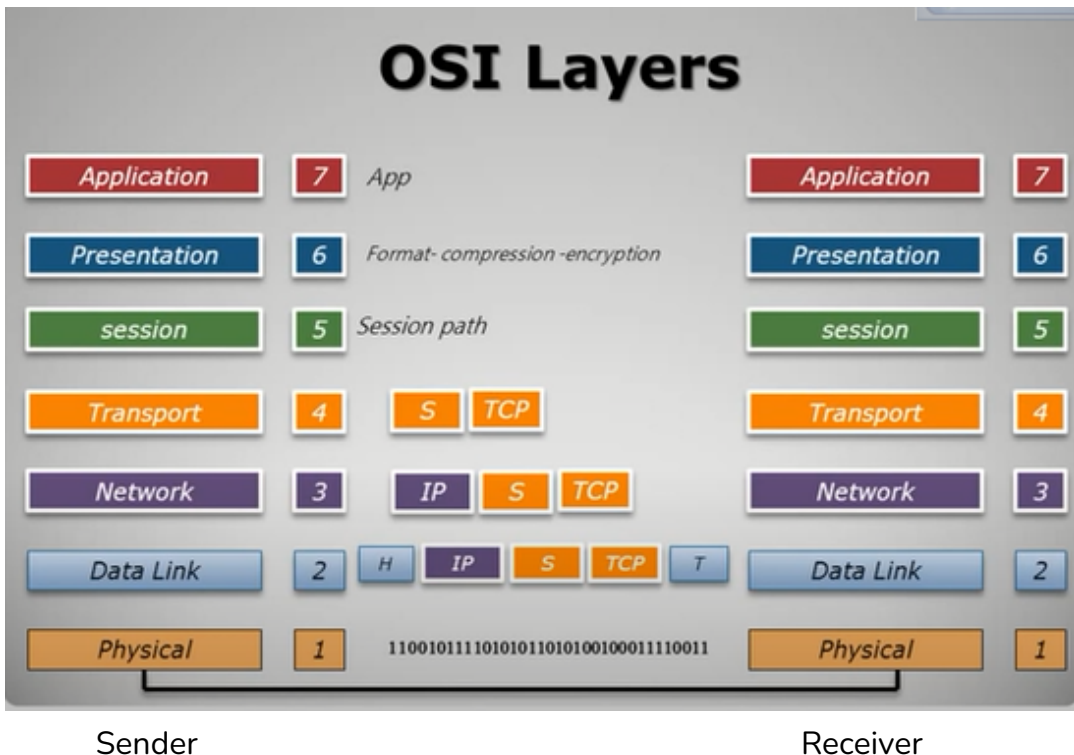 OSI Layers
Application 7 App Application 7
Presentation 6 Format- compression -encryption Presentation 6
session 5 Session path session 5
Transport 4 S TCP Transport 4
Network 3 IP S TCP Network 3
Data Link 2 H IP S TCP T Data Link 2
Physical 1 1100101111010101101010010001111OO11 Physical 1
Sender Receiver